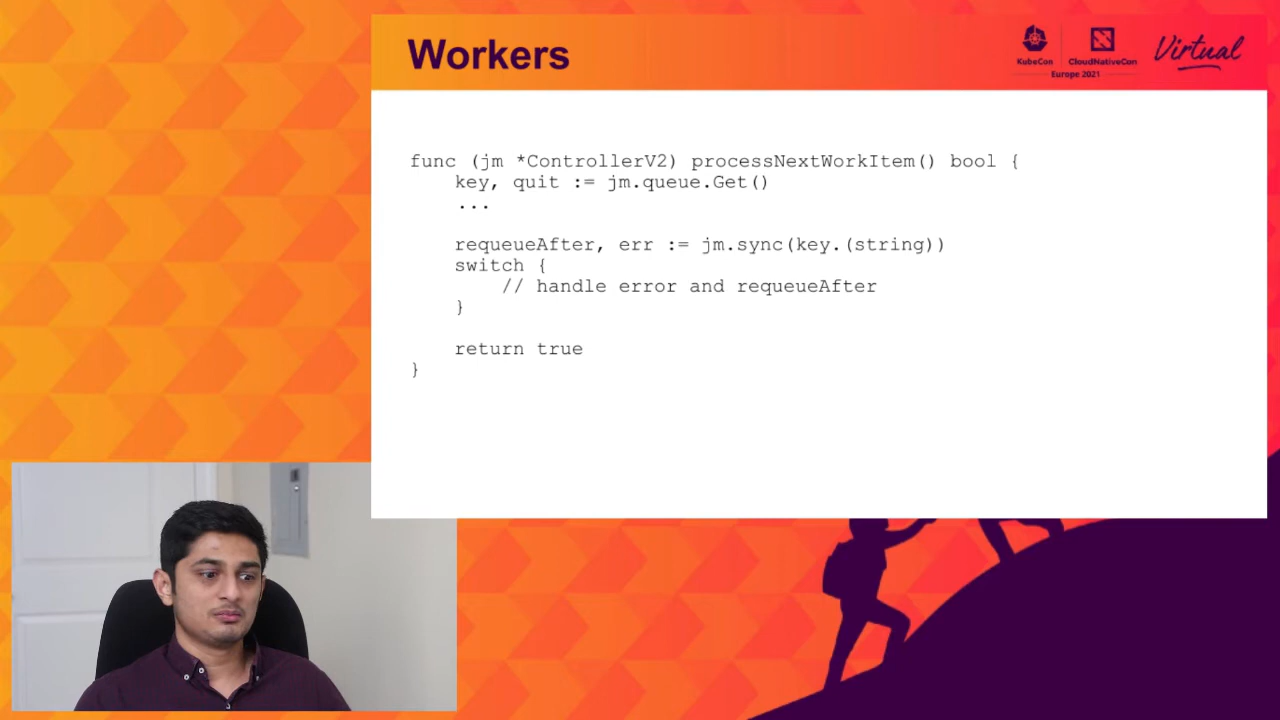 Workers
KubeCon
CloudNativeCon
Europe 2021
Virtual
func (jm *ControllerV2) processNextWorkItem() bool {
    key, quit := jm.queue.Get()
    ...
    requeueAfter, err := jm.sync(key.(string))
    switch {
        // handle error and requeueAfter
    }
    return true
}